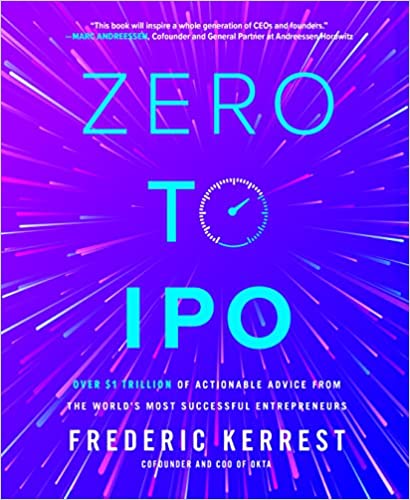 "This book will inspire a whole generation of CEOs and founders."
—MARC ANDREESSEN, Cofounder and General Partner at Andreessen Horowitz
ZERO
TO
IPO
OVER $1 TRILLION OF ACTIONABLE ADVICE FROM
THE WORLD'S MOST SUCCESSFUL ENTREPRENEURS
FREDERIC KERREST
COFOUNDER AND COO OF OKTA